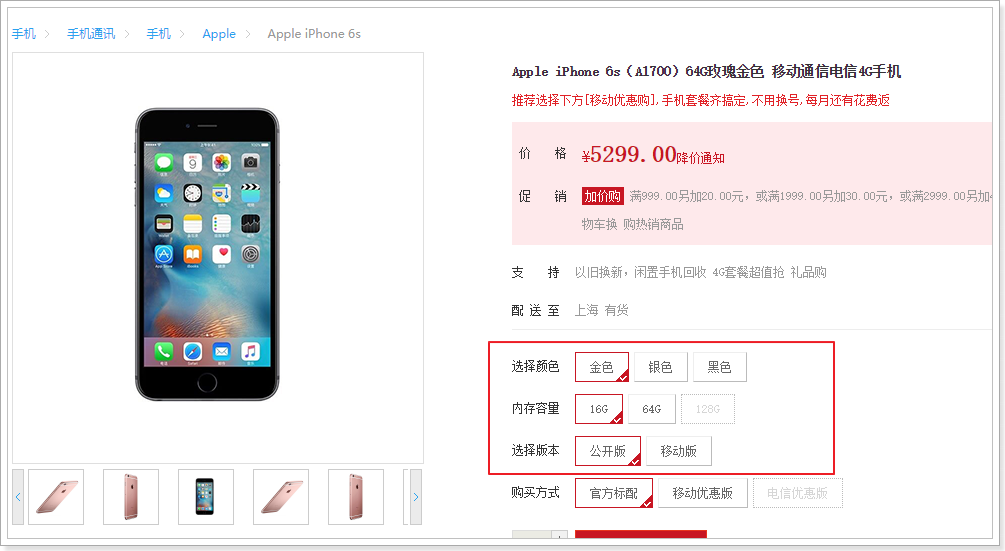 手机 > 手机通讯 > 手机 > Apple > Apple iPhone 6s
Apple iPhone 6s（A1700）64G玫瑰金色 移动通信电信4G手机
推荐选择下方[移动优惠购],手机套餐齐搞定,不用换号,每月还有花费返
价格 ¥5299.00降价通知
促销 加价购 满999.00另加20.00元，或满1999.00另加30.00元，或满2999.00另加4
物车换 购热销商品
支持 以旧换新，闲置手机回收 4G套餐超值抢 礼品购
配送至 上海 有货
选择颜色 金色 银色 黑色
内存容量 16G 64G 128G
选择版本 公开版 移动版
购买方式 官方标配 移动优惠版 电信优惠版